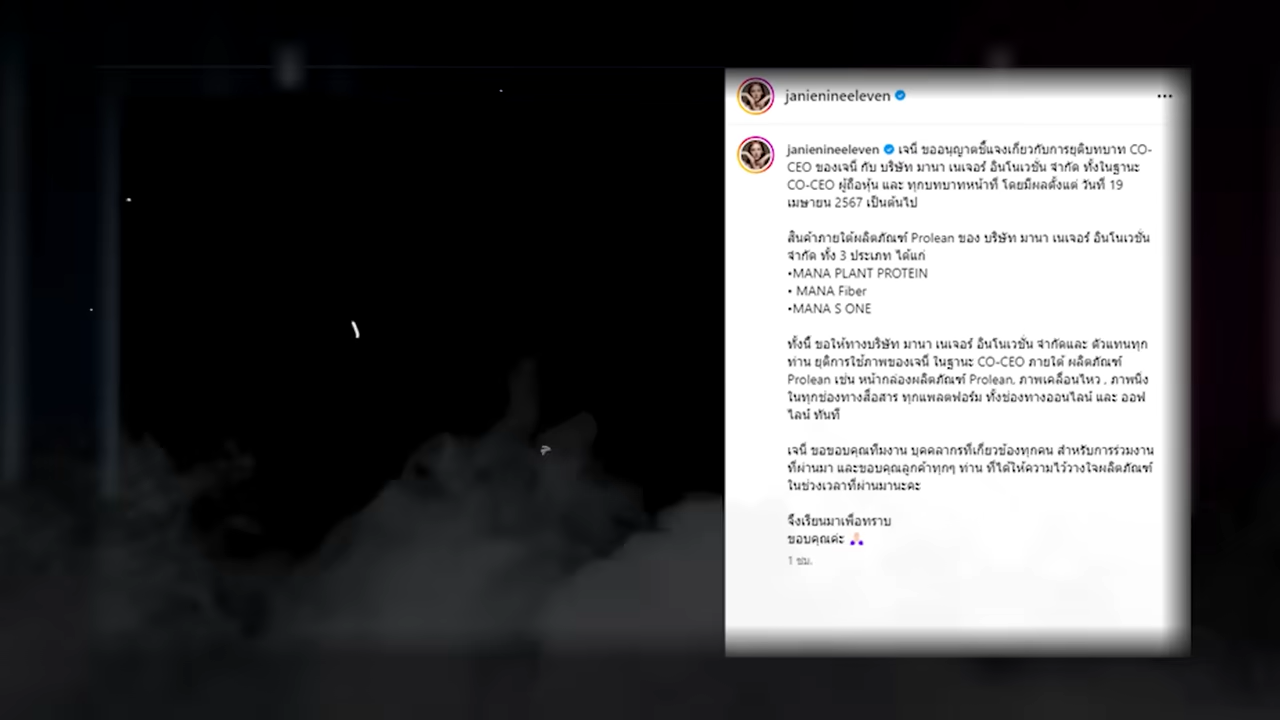 janienineeleven
janienineeleven เจนี่ ขออนุญาตชี้แจงเกี่ยวกับการยุติบทบาท CO-
CEO ของเจนี่ กับ บริษัท มานา เนเจอร์ อินโนเวชั่น จำกัด ทั้งในฐานะ
CO-CEO ผู้ถือหุ้น และ ทุกบทบาทหน้าที่ โดยมีผลตั้งแต่ วันที่ 19
เมษายน 2567 เป็นต้นไป
สินค้าภายใต้ผลิตภัณฑ์ Prolean ของ บริษัท มานา เนเจอร์ อินโนเวชั่น
จำกัด ทั้ง 3 ประเภท ได้แก่
•MANA PLANT PROTEIN
• MANA Fiber
•MANA S ONE
ทั้งนี้ ขอให้ทางบริษัท มานา เนเจอร์ อินโนเวชั่น จำกัดและ ตัวแทนทุก
ท่าน ยุติการใช้ภาพของเจนี่ ในฐานะ CO-CEO ภายใต้ ผลิตภัณฑ์
Prolean เช่น หน้ากล่องผลิตภัณฑ์ Prolean, ภาพเคลื่อนไหว , ภาพนิ่ง
ในทุกช่องทางสื่อสาร ทุกแพลตฟอร์ม ทั้งช่องทางออนไลน์ และ ออฟ
ไลน์ ทันที
เจนี่ ขอขอบคุณทีมงาน บุคคลากรที่เกี่ยวข้องทุกคน สำหรับการร่วมงาน
ที่ผ่านมา และขอบคุณลูกค้าทุกๆ ท่าน ที่ได้ให้ความไว้วางใจผลิตภัณฑ์
ในช่วงเวลาที่ผ่านมานะคะ
จึงเรียนมาเพื่อทราบ
ขอบคุณค่ะ 🙏🏻
1 ชม.